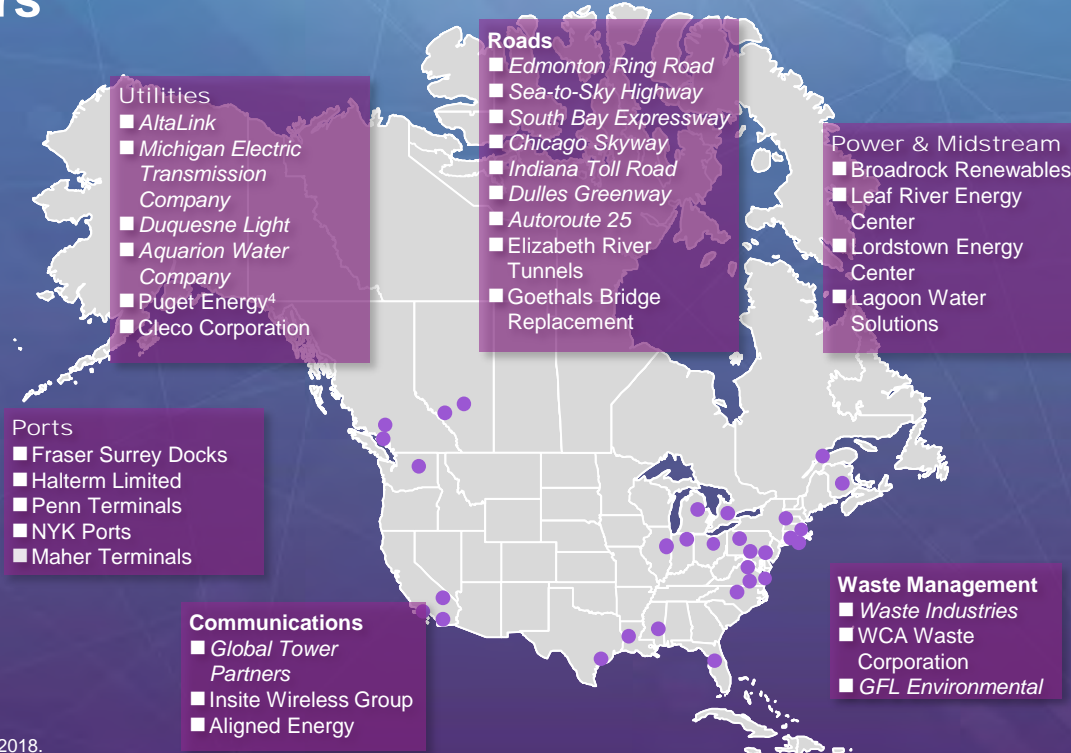 rs
Utilities
■ AltaLink
■ Michigan Electric
Transmission
Company
■ Duquesne Light
■ Aquarion Water
Company
■ Puget Energy⁴
■ Cleco Corporation
Roads
■ Edmonton Ring Road
■ Sea-to-Sky Highway
■ South Bay Expressway
■ Chicago Skyway
■ Indiana Toll Road
■ Dulles Greenway
■ Autoroute 25
■ Elizabeth River
Tunnels
■ Goethals Bridge
Replacement
Power & Midstream
■ Broadrock Renewables
■ Leaf River Energy
Center
■ Lordstown Energy
Center
■ Lagoon Water
Solutions
Ports
■ Fraser Surrey Docks
■ Halterm Limited
■ Penn Terminals
■ NYK Ports
■ Maher Terminals
Communications
■ Global Tower
Partners
■ Insite Wireless Group
■ Aligned Energy
Waste Management
■ Waste Industries
■ WCA Waste
Corporation
■ GFL Environmental
2018.